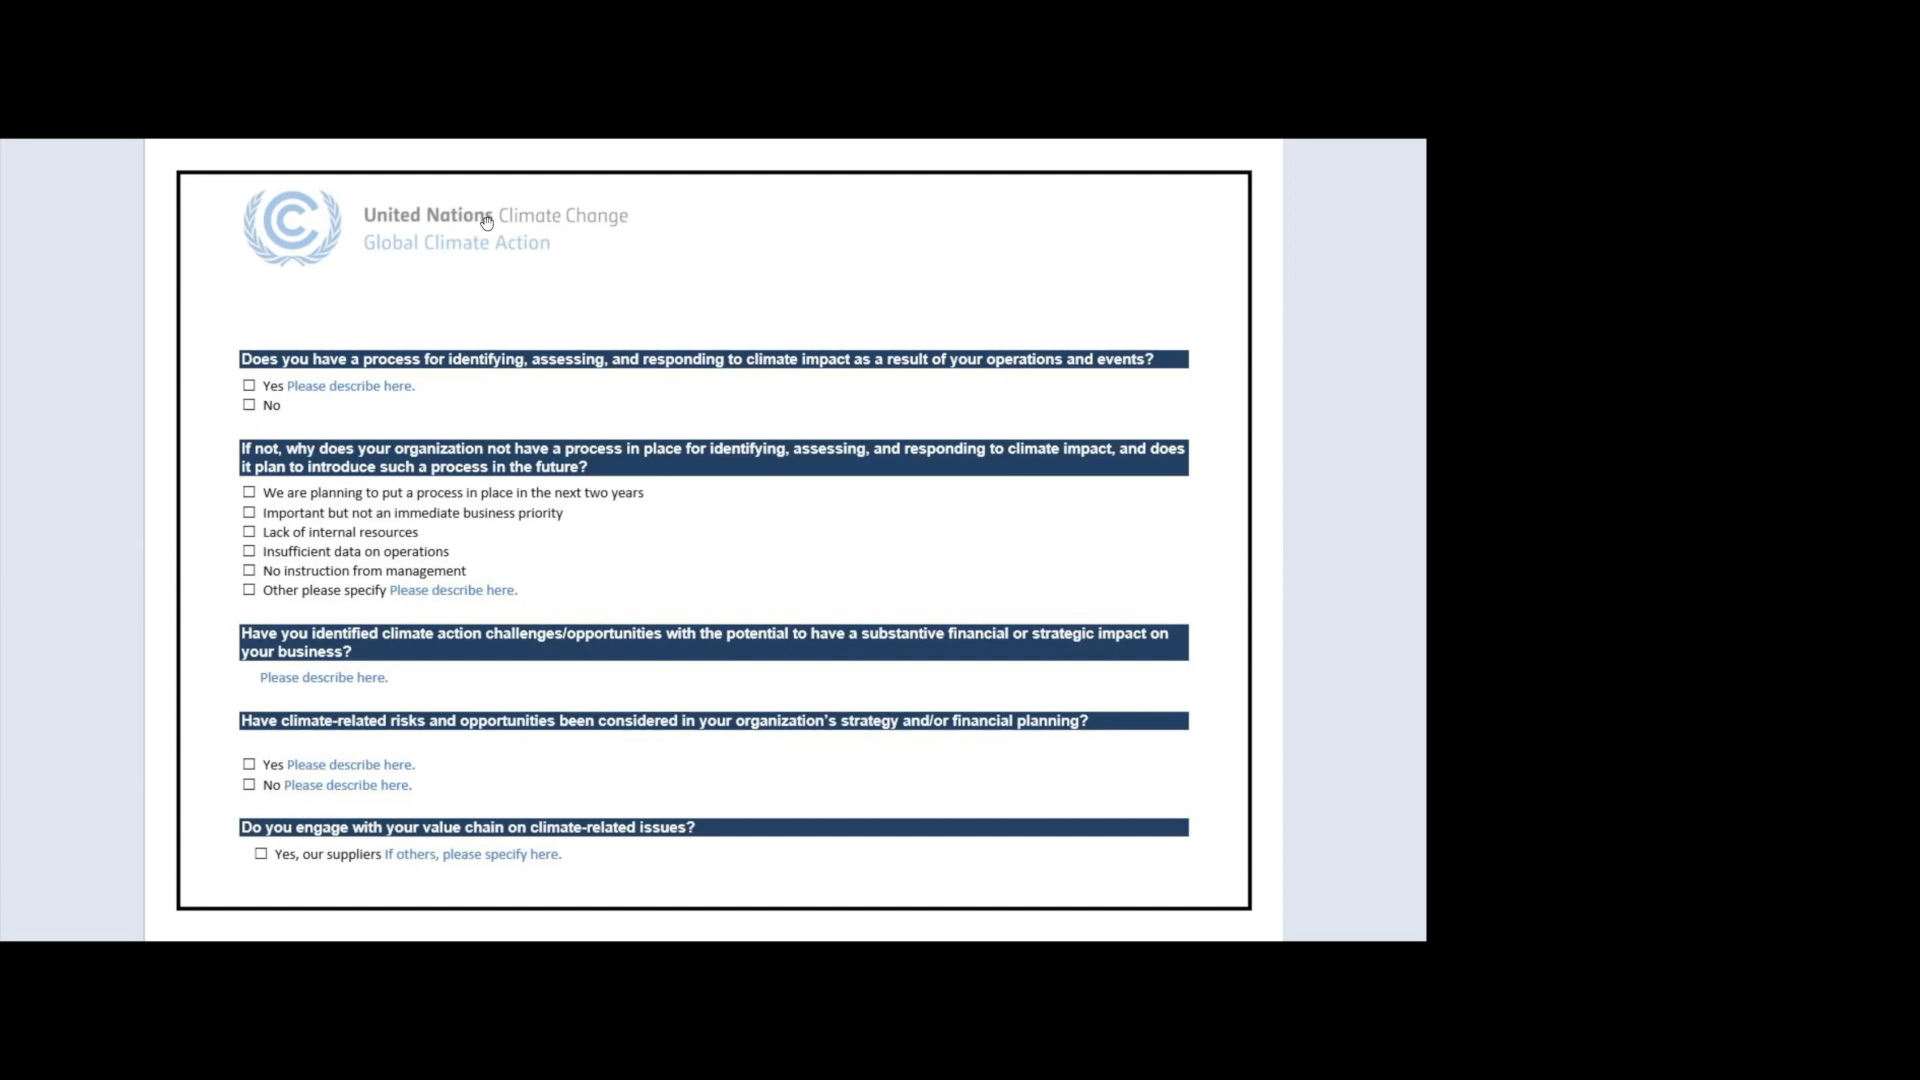 United Nations Climate Change
Global Climate Action
Does you have a process for identifying, assessing, and responding to climate impact as a result of your operations and events?
☐ Yes Please describe here.
☐ No
If not, why does your organization not have a process in place for identifying, assessing, and responding to climate impact, and does
it plan to introduce such a process in the future?
☐ We are planning to put a process in place in the next two years
☐ Important but not an immediate business priority
☐ Lack of internal resources
☐ Insufficient data on operations
☐ No instruction from management
☐ Other please specify Please describe here.
Have you identified climate action challenges/opportunities with the potential to have a substantive financial or strategic impact on
your business?
Please describe here.
Have climate-related risks and opportunities been considered in your organization's strategy and/or financial planning?
☐ Yes Please describe here.
☐ No Please describe here.
Do you engage with your value chain on climate-related issues?
☐ Yes, our suppliers If others, please specify here.